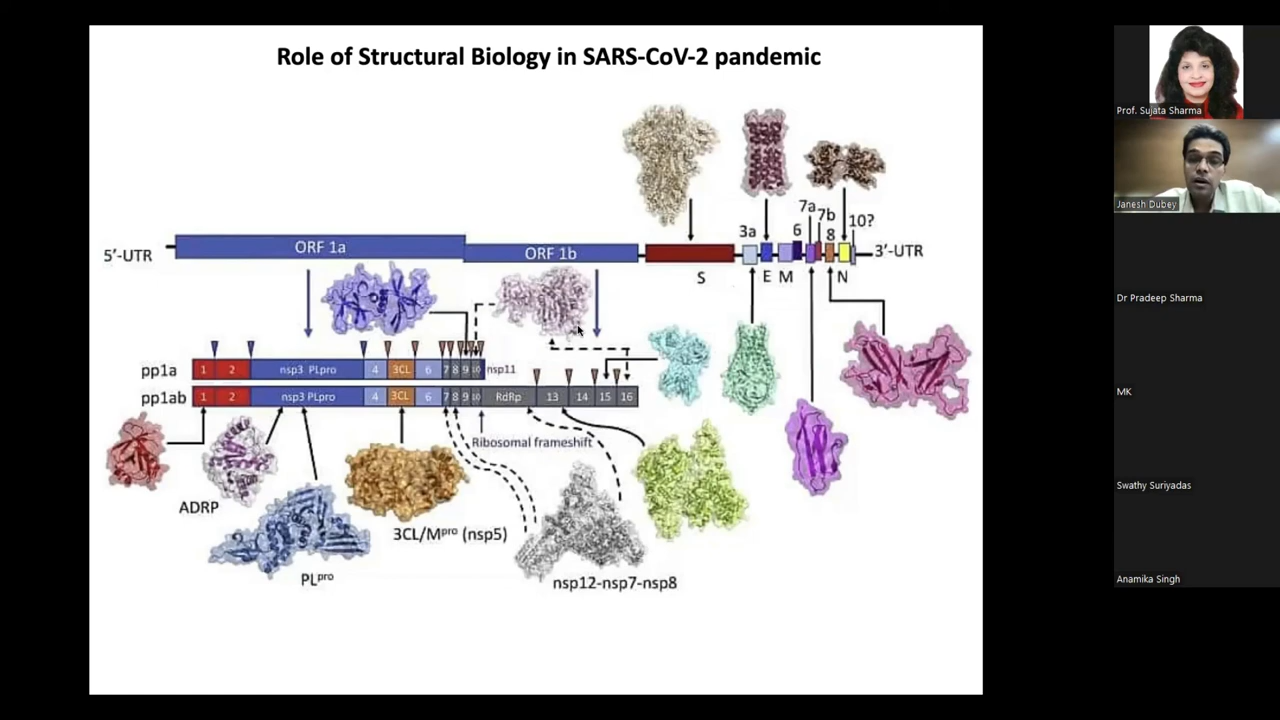 Role of Structural Biology in SARS-CoV-2 pandemic
5′-UTR
ORF 1a
ORF 1b
S
3a
E
M
6
7a
7b
8
N
10?
3′-UTR
pp1a
1 2 nsp3 PLpro 4 3CL 6 7 8 9 10 nsp11
pp1ab
1 2 nsp3 PLpro 4 3CL 6 7 8 9 10 RdRp 13 14 15 16
Ribosomal frameshift
ADRP
PLpro
3CL/Mpro (nsp5)
nsp12-nsp7-nsp8
Prof. Sujata Sharma
Janesh Dubey
Dr Pradeep Sharma
MK
Swathy Suriyadas
Anamika Singh